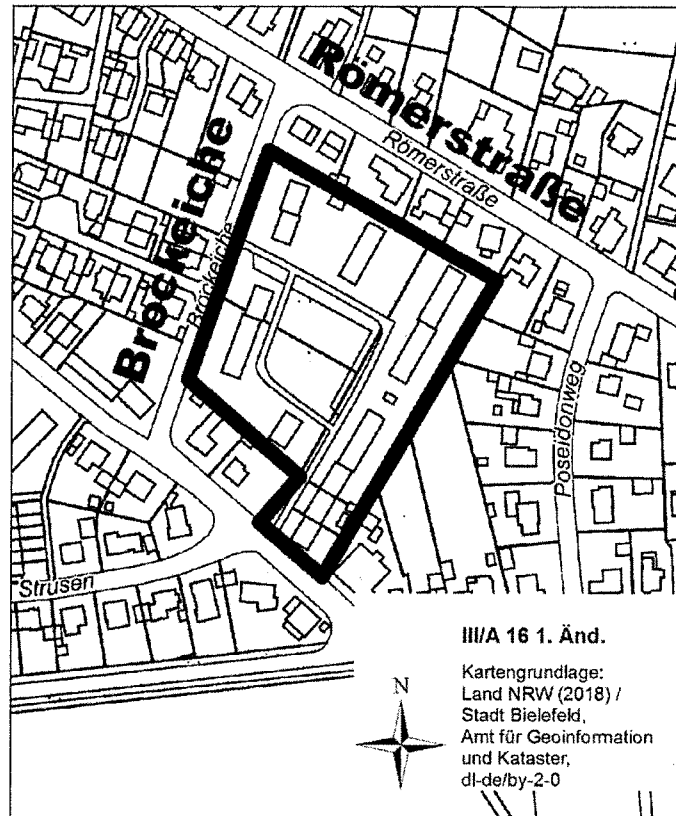 Römerstraße
Römerstraße
Brockeiche
Brockeiche
Poseidonweg
Strusen
III/A 16 1. Änd.
Kartengrundlage:
Land NRW (2018) /
Stadt Bielefeld,
Amt für Geoinformation
und Kataster,
dl-de/by-2-0
N